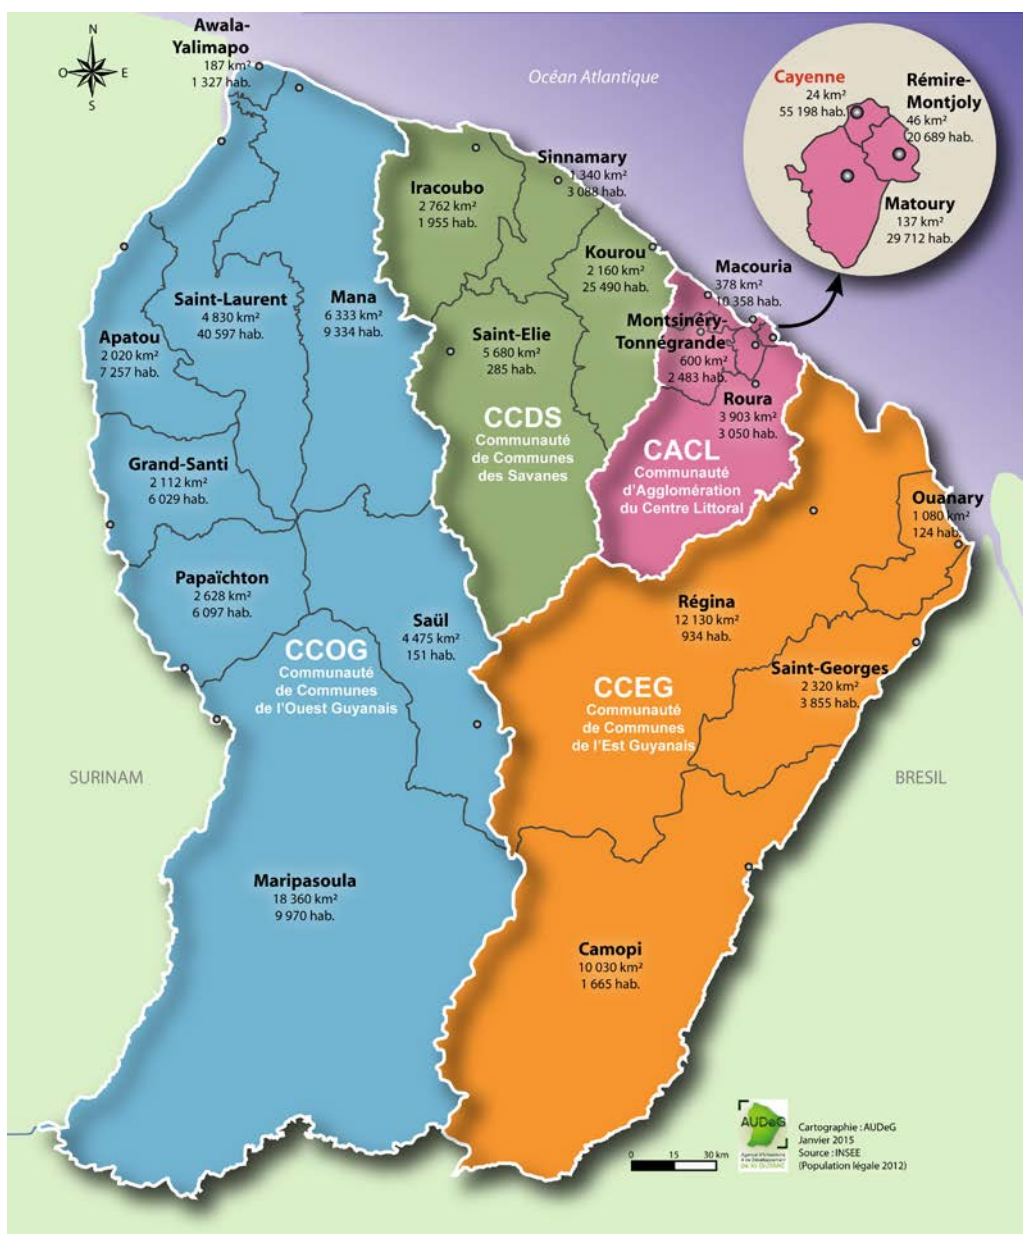 N
O
E
S
Awala-
Yalimapo
187 km²
1 327 hab.
Océan Atlantique
Cayenne
24 km²
55 198 hab.
Rémire-
Montjoly
46 km²
20 689 hab.
Matoury
137 km²
29 712 hab.
Iracoubo
2 762 km²
1 955 hab.
Sinnamary
1 340 km²
3 088 hab.
Kourou
2 160 km²
25 490 hab.
Macouria
378 km²
10 358 hab.
Saint-Laurent
4 830 km²
40 597 hab.
Mana
6 333 km²
9 334 hab.
Apatou
2 020 km²
7 257 hab.
Saint-Elie
5 680 km²
285 hab.
Montsinéry-
Tonnégrande
600 km²
2 483 hab.
Roura
3 903 km²
3 050 hab.
CCDS
Communauté
de Communes
des Savanes
CACL
Communauté
d'Agglomération
du Centre Littoral
Grand-Santi
2 112 km²
6 029 hab.
Ouanary
1 080 km²
124 hab.
Papaïchton
2 628 km²
6 097 hab.
Saül
4 475 km²
151 hab.
Régina
12 130 km²
934 hab.
CCOG
Communauté
de Communes
de l'Ouest Guyanais
CCEG
Communauté
de Communes
de l'Est Guyanais
Saint-Georges
2 320 km²
3 855 hab.
SURINAM
BRESIL
Maripasoula
18 360 km²
9 970 hab.
Camopi
10 030 km²
1 665 hab.
0
15
30 km
AUDeG
Agence d'Urbanisme
& de Développement
de la GUYANE
Cartographie : AUDeG
Janvier 2015
Source : INSEE
(Population légale 2012)